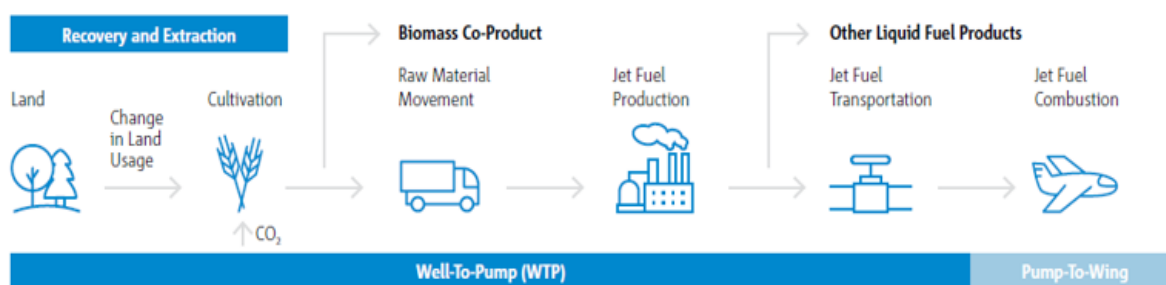 Recovery and Extraction
Biomass Co-Product
Other Liquid Fuel Products
Land
Change
in Land
Usage
Cultivation
CO₂
Raw Material
Movement
Jet Fuel
Production
Jet Fuel
Transportation
Jet Fuel
Combustion
Well-To-Pump (WTP)
Pump-To-Wing